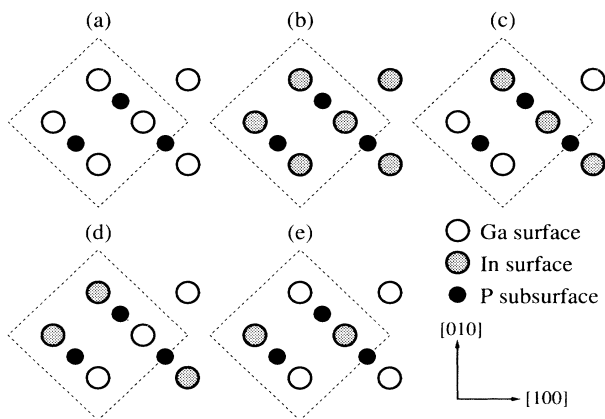 (a) (b) (c)
(d) (e)
Ga surface
In surface
P subsurface
[010]
[100]